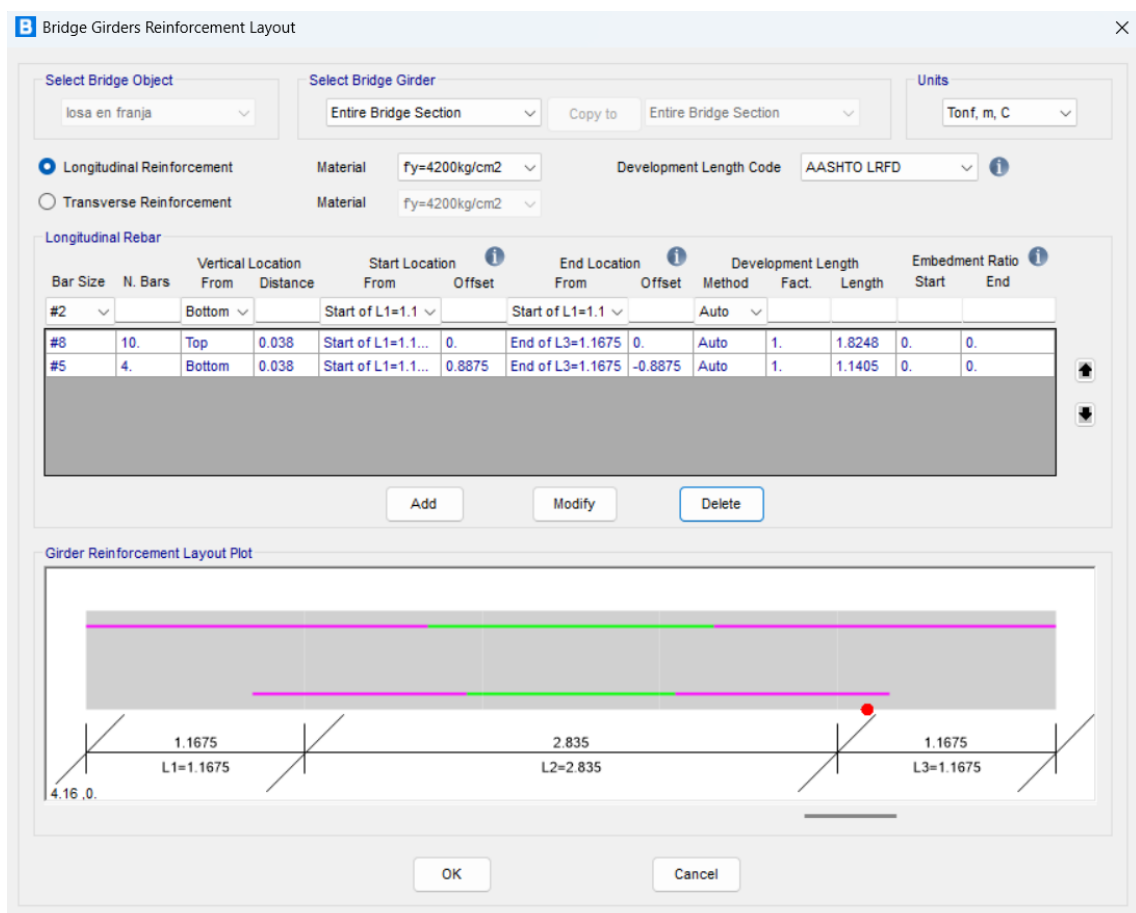 B Bridge Girders Reinforcement Layout
Select Bridge Object Select Bridge Girder Units
losa en franja Entire Bridge Section Copy to Entire Bridge Section Tonf, m, C
Longitudinal Reinforcement Material f'y=4200kg/cm2 Development Length Code AASHTO LRFD
Transverse Reinforcement Material f'y=4200kg/cm2
Longitudinal Rebar
Vertical Location Start Location End Location Development Length Embedment Ratio
Bar Size N. Bars From Distance From Offset From Offset Method Fact. Length Start End
#2 Bottom Start of L1=1.1 Start of L1=1.1 Auto
#8 10. Top 0.038 Start of L1=1.1... 0. End of L3=1.1675 0. Auto 1. 1.8248 0. 0.
#5 4. Bottom 0.038 Start of L1=1.1... 0.8875 End of L3=1.1675 -0.8875 Auto 1. 1.1405 0. 0.
Add Modify Delete
Girder Reinforcement Layout Plot
1.1675 2.835 1.1675
L1=1.1675 L2=2.835 L3=1.1675
4.16 ,0.
OK Cancel